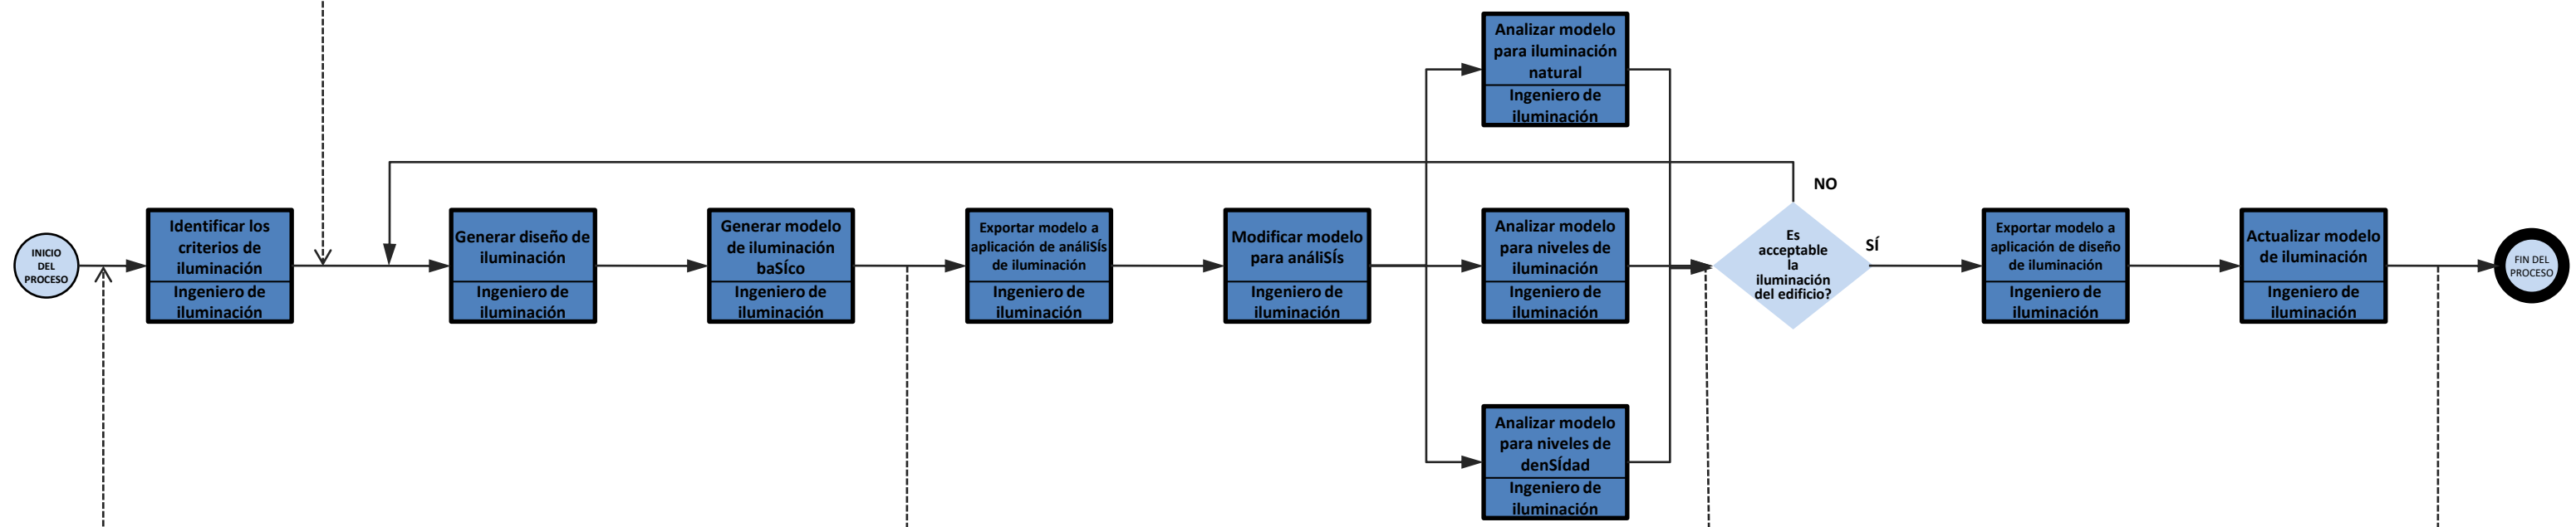 INICIO
DEL
PROCESO
Identificar los
criterios de
iluminación
Ingeniero de
iluminación
Generar diseño de
iluminación
Ingeniero de
iluminación
Generar modelo
de iluminación
baSÍco
Ingeniero de
iluminación
Exportar modelo a
aplicación de análiSÍs
de iluminación
Ingeniero de
iluminación
Modificar modelo
para análiSÍs
Ingeniero de
iluminación
Analizar modelo
para iluminación
natural
Ingeniero de
iluminación
Analizar modelo
para niveles de
iluminación
Ingeniero de
iluminación
Analizar modelo
para niveles de
denSÍdad
Ingeniero de
iluminación
Es
acceptable
la
iluminación
del edificio?
NO
SÍ
Exportar modelo a
aplicación de diseño
de iluminación
Ingeniero de
iluminación
Actualizar modelo
de iluminación
Ingeniero de
iluminación
FIN DEL
PROCESO